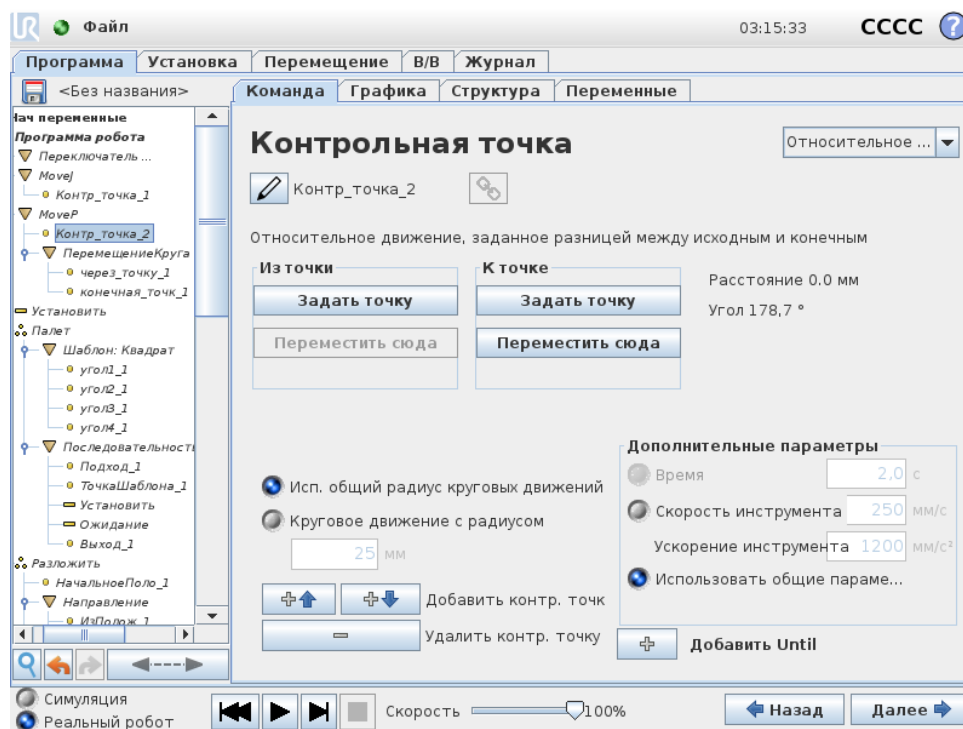 UR Файл 03:15:33 CCCC ?
Программа Установка Перемещение В/В Журнал
<Без названия> Команда Графика Структура Переменные
Нач переменные
Программа робота
Переключатель ...
MoveJ
Контр_точка_1
MoveP
Контр_точка_2
ПеремещениеКруга
через_точку_1
конечная_точк_1
Установить
Палет
Шаблон: Квадрат
угол1_1
угол2_1
угол3_1
угол4_1
Последовательность
Подход_1
ТочкаШаблона_1
Установить
Ожидание
Выход_1
Разложить
НачальноеПоло_1
Направление
ИзПолож_1
Контрольная точка
Относительное ...
Контр_точка_2
Относительное движение, заданное разницей между исходным и конечным
Из точки
Задать точку
Переместить сюда
К точке
Задать точку
Переместить сюда
Расстояние 0.0 мм
Угол 178,7 °
Исп. общий радиус круговых движений
Круговое движение с радиусом
25 мм
Добавить контр. точк
Удалить контр. точку
Дополнительные параметры
Время 2,0 с
Скорость инструмента 250 мм/с
Ускорение инструмента 1200 мм/с²
Использовать общие параме...
Добавить Until
Симуляция
Реальный робот
Скорость 100%
Назад Далее